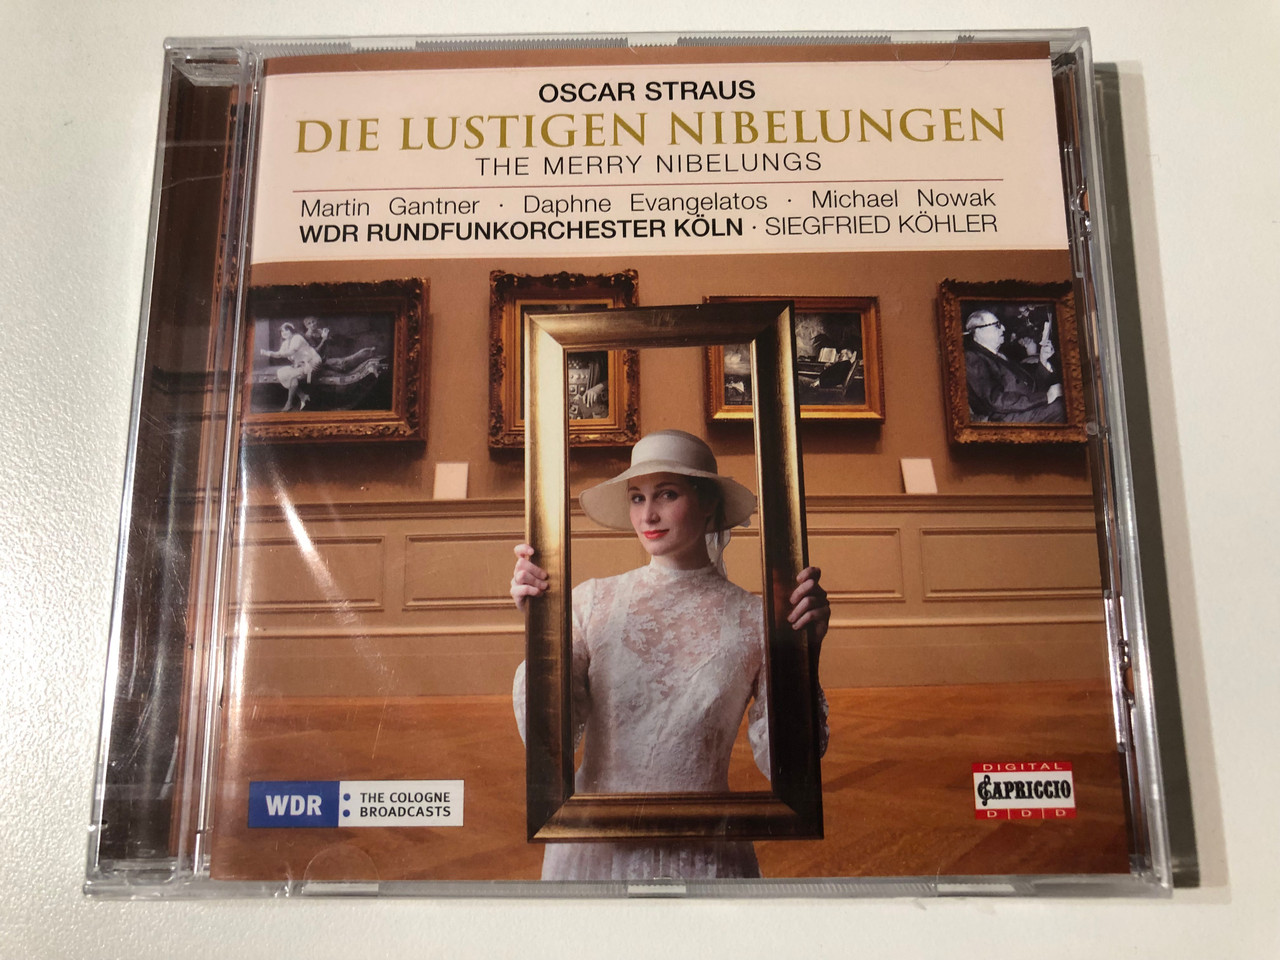 OSCAR STRAUS
DIE LUSTIGEN NIBELUNGEN
THE MERRY NIBELUNGS
Martin Gantner · Daphne Evangelatos · Michael Nowak
WDR RUNDFUNKORCHESTER KÖLN · SIEGFRIED KÖHLER
WDR: THE COLOGNE
BROADCASTS
DIGITAL
CAPRICCIO
D|D|D